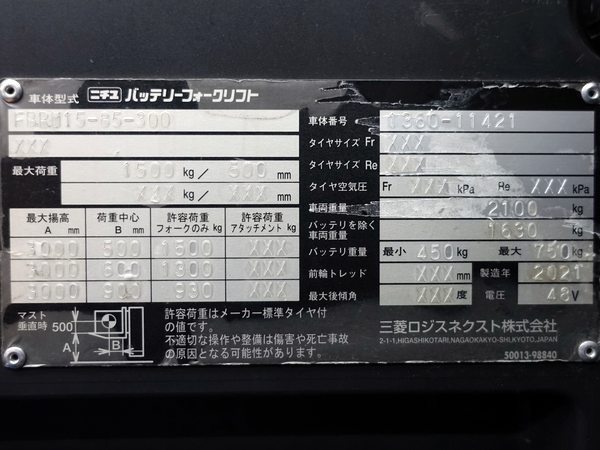 車体型式 ニチユ バッテリーフォークリフト
FBRM15-85-300
XXX
最大荷重 1500 kg / 500 mm
XXX kg / XXX mm
最大揚高 A mm 荷重中心 B mm 許容荷重 フォークのみ kg 許容荷重 アタッチメント kg
3000 500 1500 XXX
3000 600 1300 XXX
3000 900 930 XXX
マスト垂直時 500 A B
許容荷重はメーカー標準タイヤ付
の値です。
不適切な操作や整備は傷害や死亡事故
の原因となる可能性があります。
車体番号 1380-11421
タイヤサイズ Fr XXX
タイヤサイズ Re XXX
タイヤ空気圧 Fr XXX kPa Re XXX kPa
車両重量 2100 kg
バッテリを除く車両重量 1630 kg
バッテリ重量 最小 450 kg 最大 750 kg
前輪トレッド XXX mm 製造年 2021
最大後傾角 XXX 度 電圧 48 V
三菱ロジスネクスト株式会社
2-1-1,HIGASHIKOTARI,NAGAOKAKYO-SHI,KYOTO,JAPAN
50013-98840